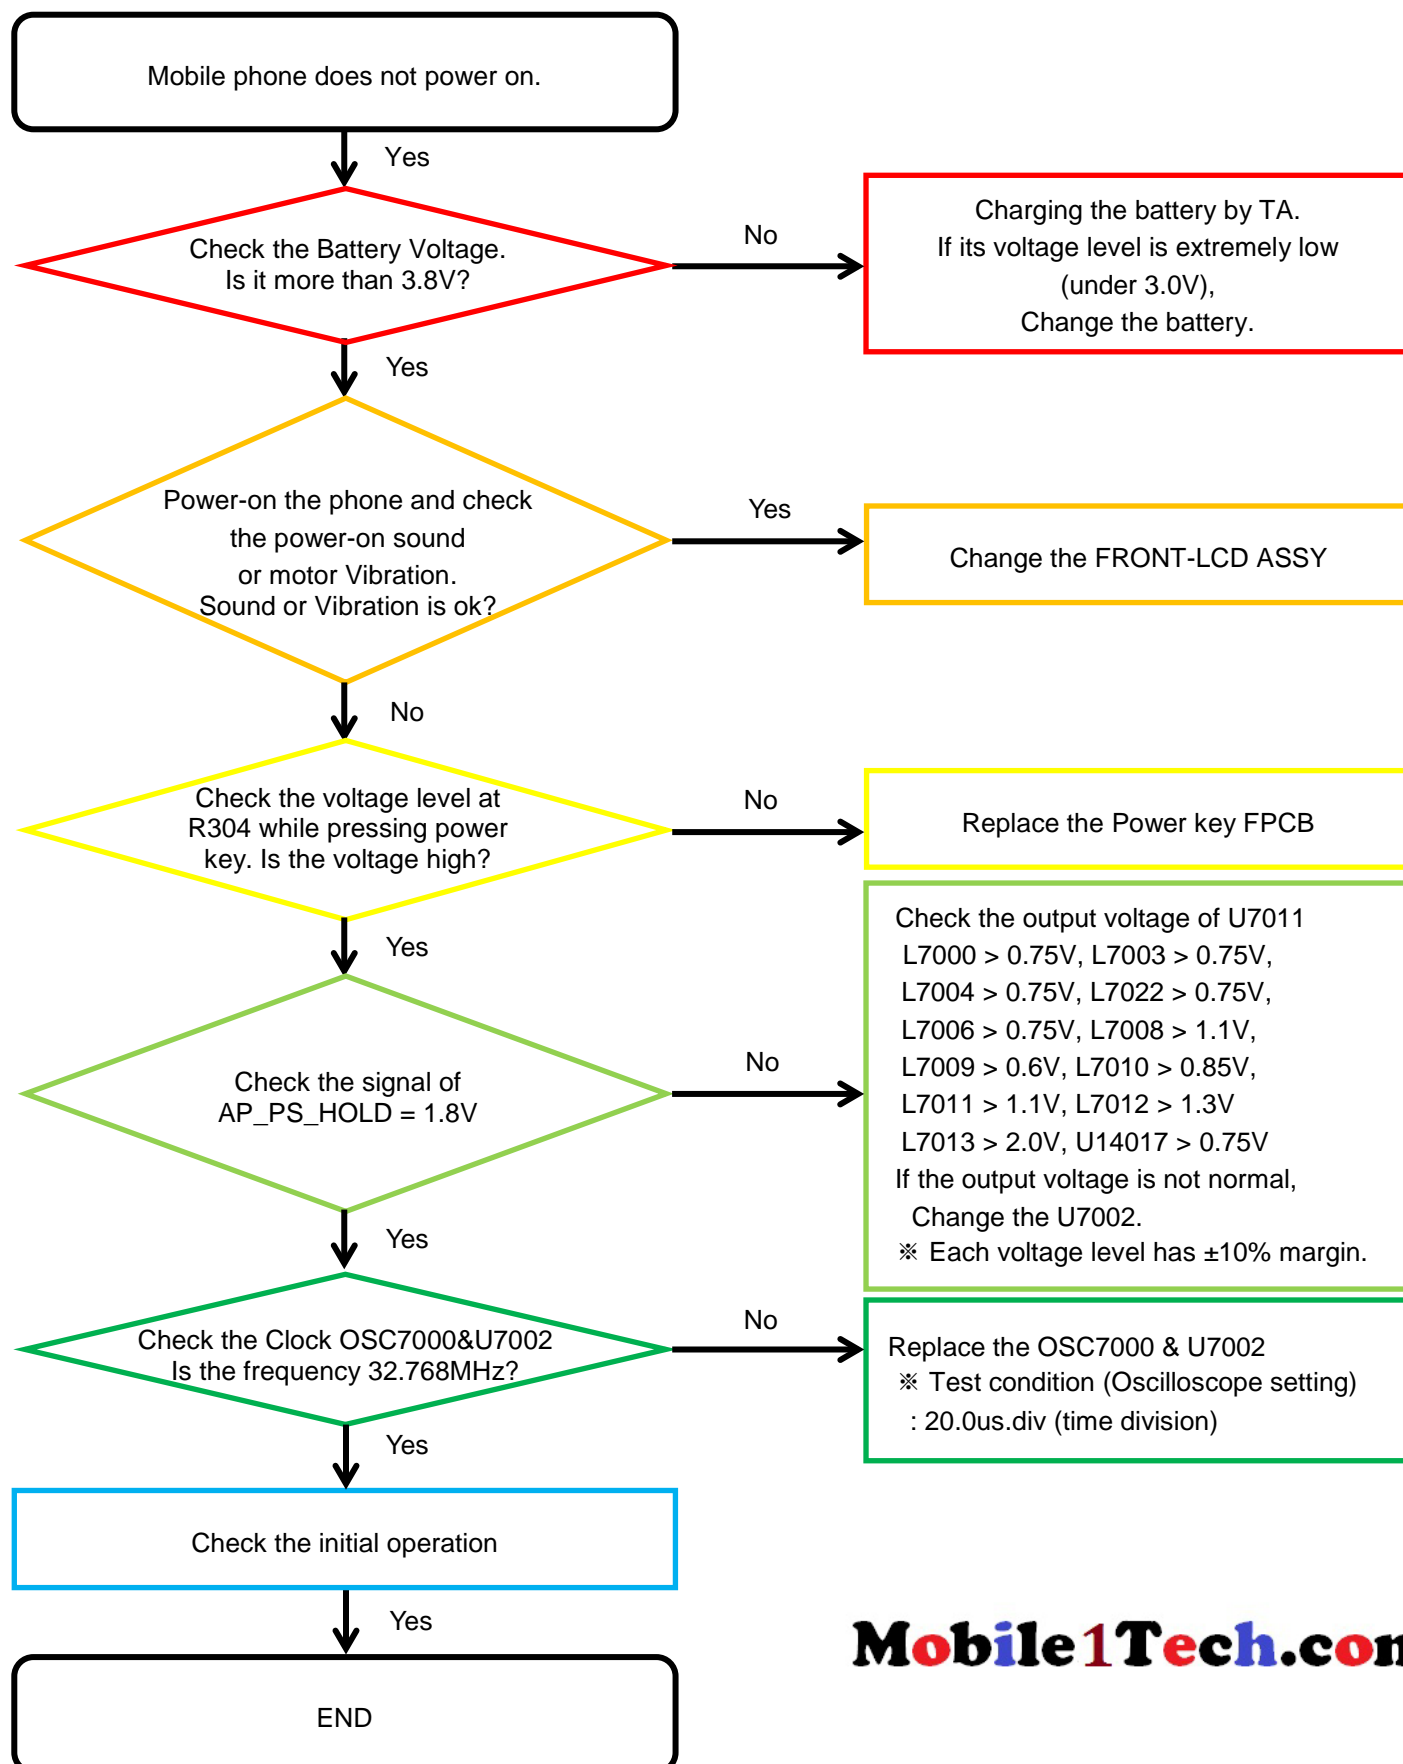 Mobile phone does not power on.
Yes
Check the Battery Voltage.
Is it more than 3.8V?
No
Charging the battery by TA.
If its voltage level is extremely low
(under 3.0V),
Change the battery.
Yes
Power-on the phone and check
the power-on sound
or motor Vibration.
Sound or Vibration is ok?
Yes
Change the FRONT-LCD ASSY
No
Check the voltage level at
R304 while pressing power
key. Is the voltage high?
No
Replace the Power key FPCB
Yes
Check the signal of
AP_PS_HOLD = 1.8V
No
Check the output voltage of U7011
L7000 > 0.75V, L7003 > 0.75V,
L7004 > 0.75V, L7022 > 0.75V,
L7006 > 0.75V, L7008 > 1.1V,
L7009 > 0.6V, L7010 > 0.85V,
L7011 > 1.1V, L7012 > 1.3V
L7013 > 2.0V, U14017 > 0.75V
If the output voltage is not normal,
Change the U7002.
※ Each voltage level has ±10% margin.
Yes
Check the Clock OSC7000&U7002
Is the frequency 32.768MHz?
No
Replace the OSC7000 & U7002
※ Test condition (Oscilloscope setting)
: 20.0us.div (time division)
Yes
Check the initial operation
Yes
END
Mobile1Tech.com